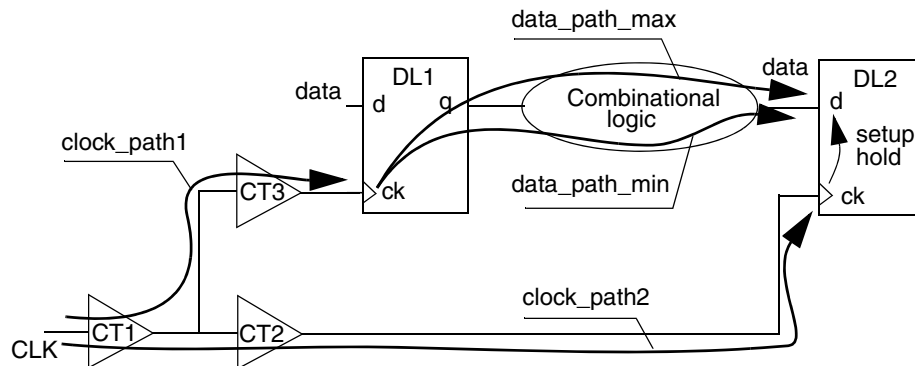 data_path_max
DL1
data
DL2
data
d
q
Combinational
logic
d
clock_path1
setup
hold
CT3
ck
data_path_min
ck
clock_path2
CT1
CT2
CLK